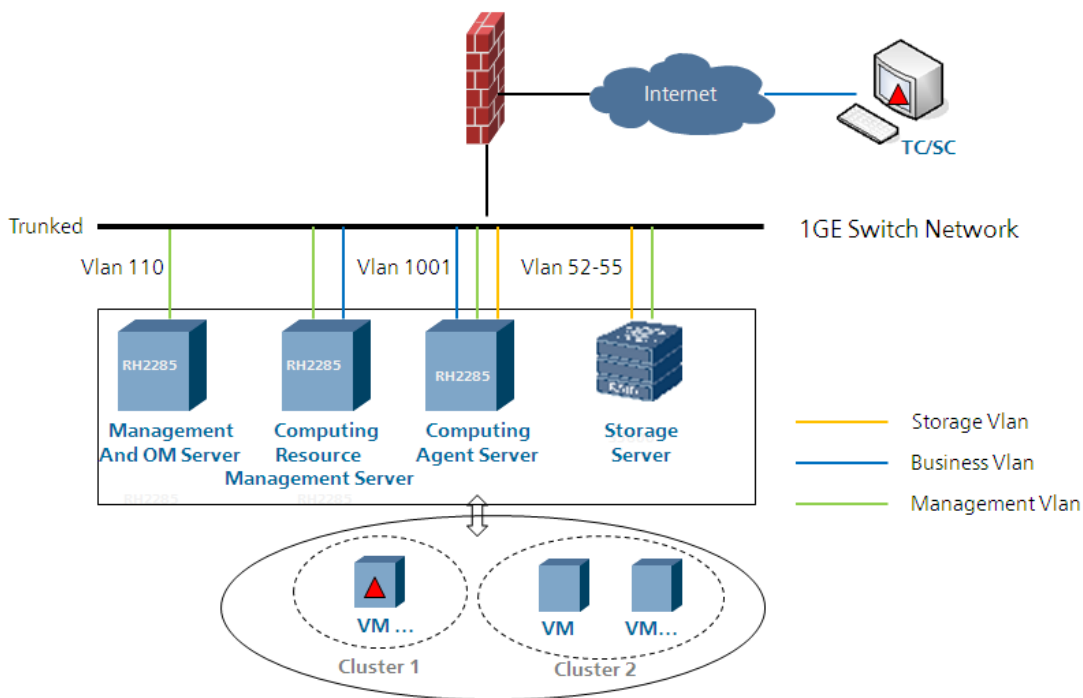 Internet
TC/SC
Trunked
1GE Switch Network
Vlan 110
Vlan 1001
Vlan 52-55
RH2285
RH2285
RH2285
Management
And OM Server
Computing
Resource
Management Server
Computing
Agent Server
Storage
Server
RH2285
RH2285
Storage Vlan
Business Vlan
Management Vlan
VM ...
VM
VM...
Cluster 1
Cluster 2